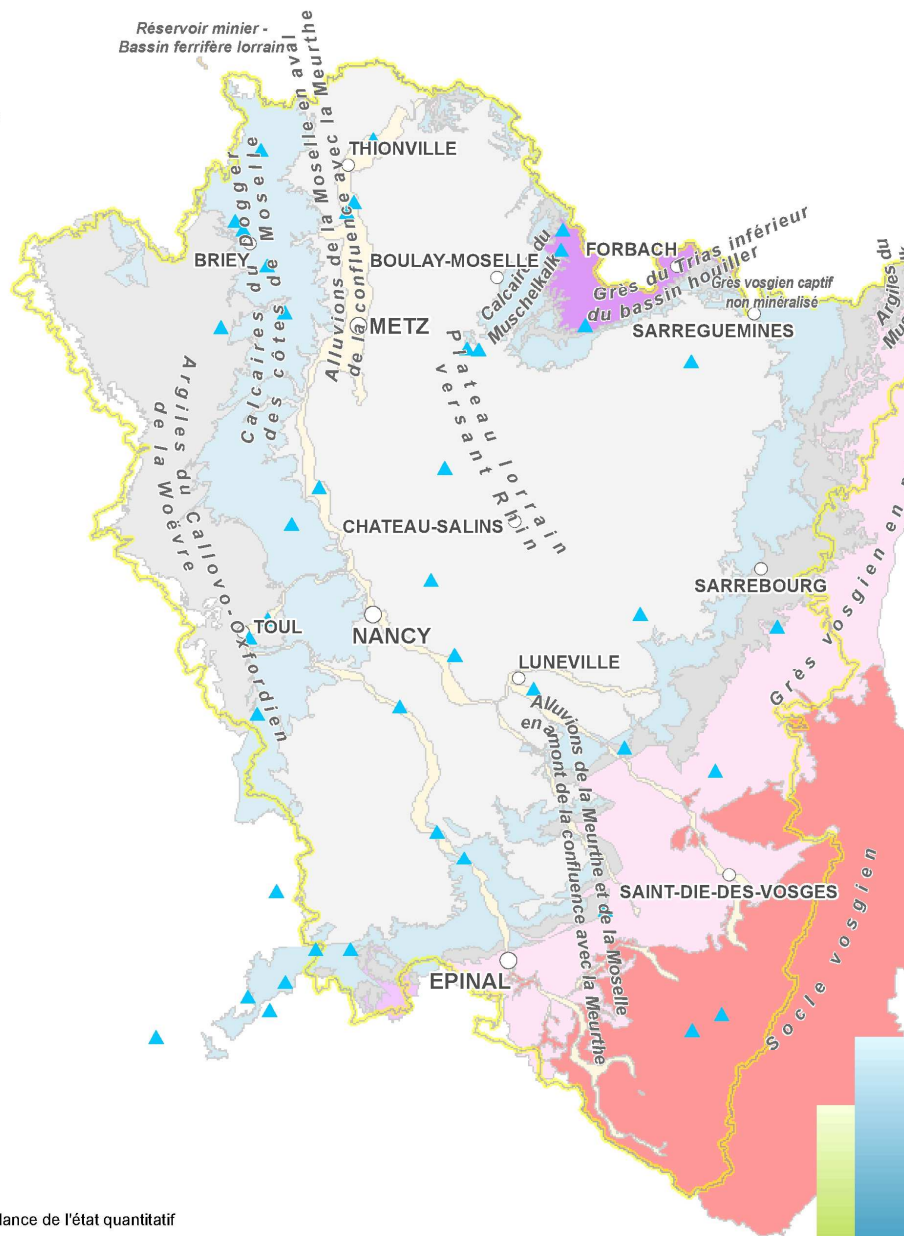 Réservoir minier -
Bassin ferrifère lorrain
Alluvions de la Moselle en aval
de la confluence avec la Meurthe
THIONVILLE
Calcaires du Dogger
des côtes de Moselle
BRIEY
BOULAY-MOSELLE
Calcaires du
Muschelkalk
FORBACH
Grès du Trias inférieur
du bassin houiller
Grès vosgien captif
non minéralisé
Argiles du
METZ
SARREGUEMINES
Argiles du Callovo-Oxfordien
de la Woëvre
Plateau lorrain
versant Rhin
CHATEAU-SALINS
SARREBOURG
Grès vosgien en
TOUL
NANCY
LUNEVILLE
Alluvions de la Meurthe et de la Moselle
en amont de la confluence avec la Meurthe
SAINT-DIE-DES-VOSGES
Socle vosgien
EPINAL
lance de l'état quantitatif